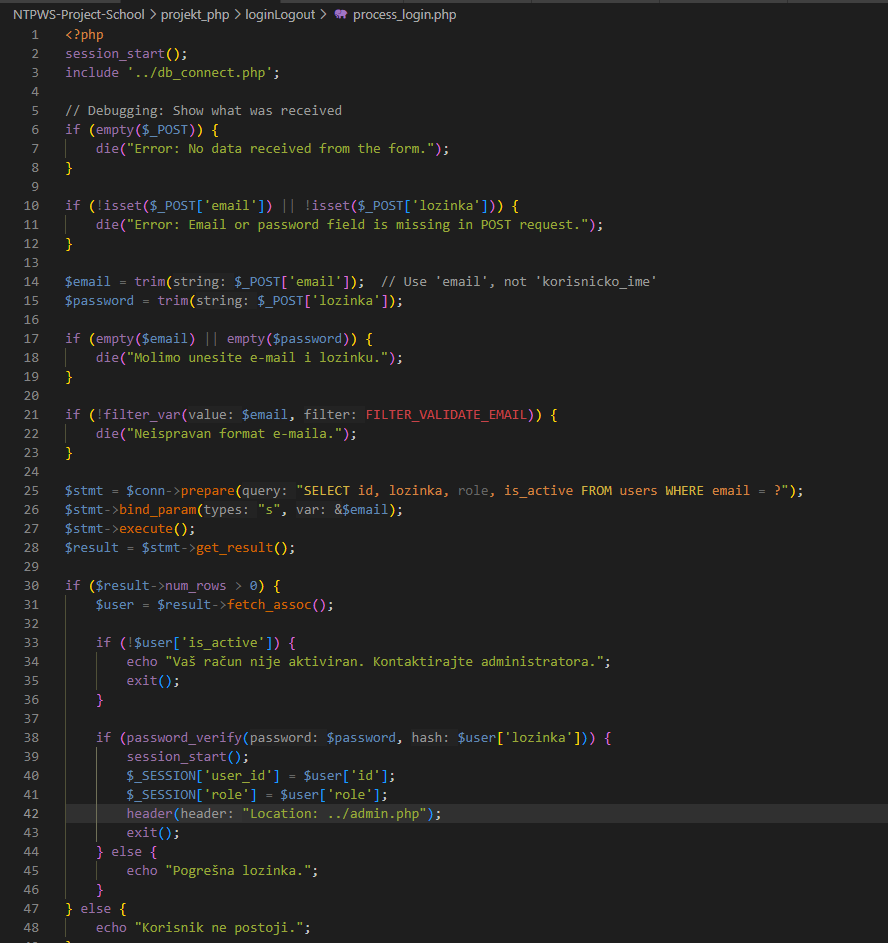 NTPWS-Project-School > projekt_php > loginLogout > process_login.php
1 <?php
2 session_start();
3 include '../db_connect.php';
4
5 // Debugging: Show what was received
6 if (empty($_POST)) {
7 die("Error: No data received from the form.");
8 }
9
10 if (!isset($_POST['email']) || !isset($_POST['lozinka'])) {
11 die("Error: Email or password field is missing in POST request.");
12 }
13
14 $email = trim(string: $_POST['email']);  // Use 'email', not 'korisnicko_ime'
15 $password = trim(string: $_POST['lozinka']);
16
17 if (empty($email) || empty($password)) {
18 die("Molimo unesite e-mail i lozinku.");
19 }
20
21 if (!filter_var(value: $email, filter: FILTER_VALIDATE_EMAIL)) {
22 die("Neispravan format e-maila.");
23 }
24
25 $stmt = $conn->prepare(query: "SELECT id, lozinka, role, is_active FROM users WHERE email = ?");
26 $stmt->bind_param(types: "s", var: &$email);
27 $stmt->execute();
28 $result = $stmt->get_result();
29
30 if ($result->num_rows > 0) {
31 $user = $result->fetch_assoc();
32
33 if (!$user['is_active']) {
34 echo "Vaš račun nije aktiviran. Kontaktirajte administratora.";
35 exit();
36 }
37
38 if (password_verify(password: $password, hash: $user['lozinka'])) {
39 session_start();
40 $_SESSION['user_id'] = $user['id'];
41 $_SESSION['role'] = $user['role'];
42 header(header: "Location: ../admin.php");
43 exit();
44 } else {
45 echo "Pogrešna lozinka.";
46 }
47 } else {
48 echo "Korisnik ne postoji.";